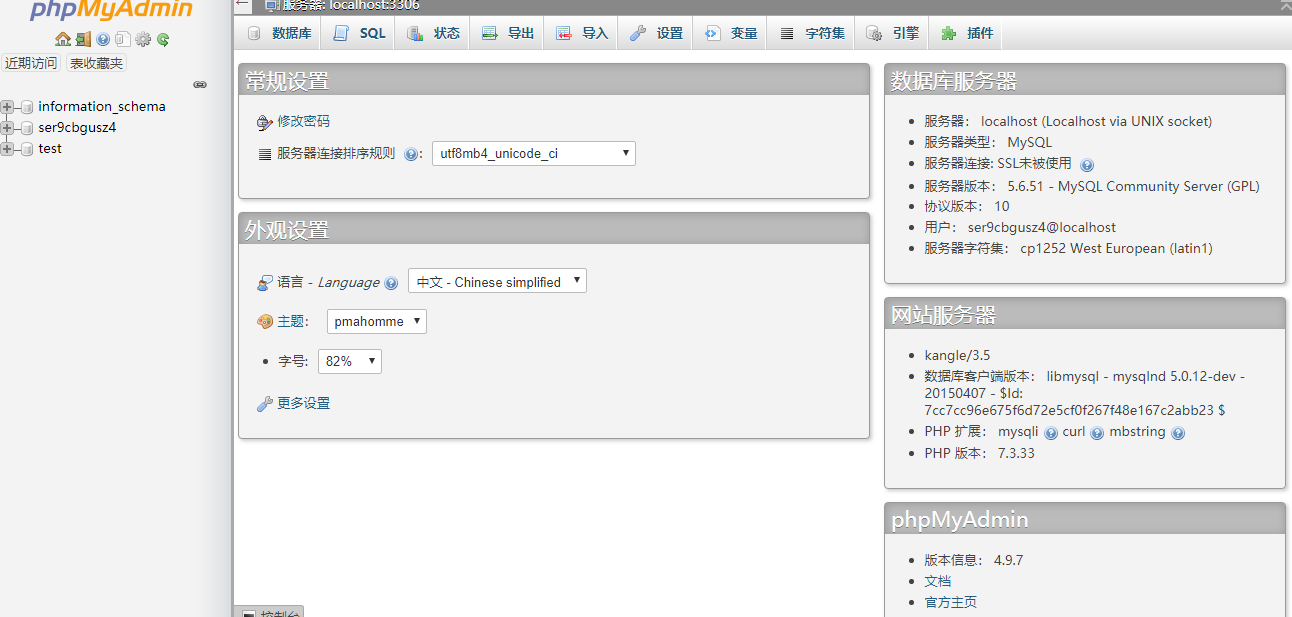 phpMyAdmin
近期访问 表收藏夹
information_schema
ser9cbgusz4
test
服务器: localhost:3306
数据库 SQL 状态 导出 导入 设置 变量 字符集 引擎 插件
常规设置
修改密码
服务器连接排序规则 : utf8mb4_unicode_ci
外观设置
语言 - Language 中文 - Chinese simplified
主题: pmahomme
字号: 82%
更多设置
数据库服务器
服务器: localhost (Localhost via UNIX socket)
服务器类型: MySQL
服务器连接: SSL未被使用
服务器版本: 5.6.51 - MySQL Community Server (GPL)
协议版本: 10
用户: ser9cbgusz4@localhost
服务器字符集: cp1252 West European (latin1)
网站服务器
kangle/3.5
数据库客户端版本: libmysql - mysqlnd 5.0.12-dev -
20150407 - $Id:
7cc7cc96e675f6d72e5cf0f267f48e167c2abb23 $
PHP 扩展: mysqli curl mbstring
PHP 版本: 7.3.33
phpMyAdmin
版本信息: 4.9.7
文档
官方主页
控制台